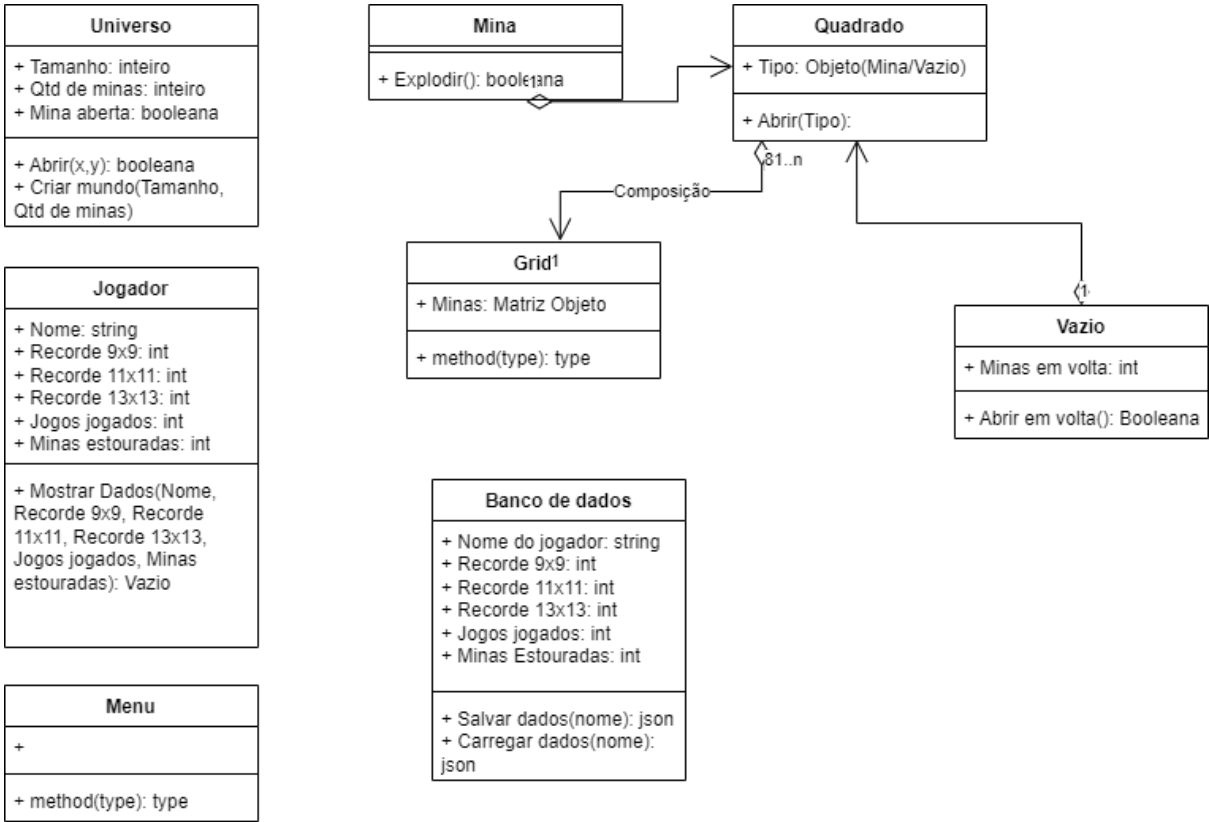 Universo
+ Tamanho: inteiro
+ Qtd de minas: inteiro
+ Mina aberta: booleana
+ Abrir(x,y): booleana
+ Criar mundo(Tamanho,
Qtd de minas)
Mina
+ Explodir(): booleana
Quadrado
+ Tipo: Objeto(Mina/Vazio)
+ Abrir(Tipo):
81..n
Composição
Grid
1
+ Minas: Matriz Objeto
+ method(type): type
1
Vazio
+ Minas em volta: int
+ Abrir em volta(): Booleana
Jogador
+ Nome: string
+ Recorde 9x9: int
+ Recorde 11x11: int
+ Recorde 13x13: int
+ Jogos jogados: int
+ Minas estouradas: int
+ Mostrar Dados(Nome,
Recorde 9x9, Recorde
11x11, Recorde 13x13,
Jogos jogados, Minas
estouradas): Vazio
Banco de dados
+ Nome do jogador: string
+ Recorde 9x9: int
+ Recorde 11x11: int
+ Recorde 13x13: int
+ Jogos jogados: int
+ Minas Estouradas: int
+ Salvar dados(nome): json
+ Carregar dados(nome):
json
Menu
+
+ method(type): type